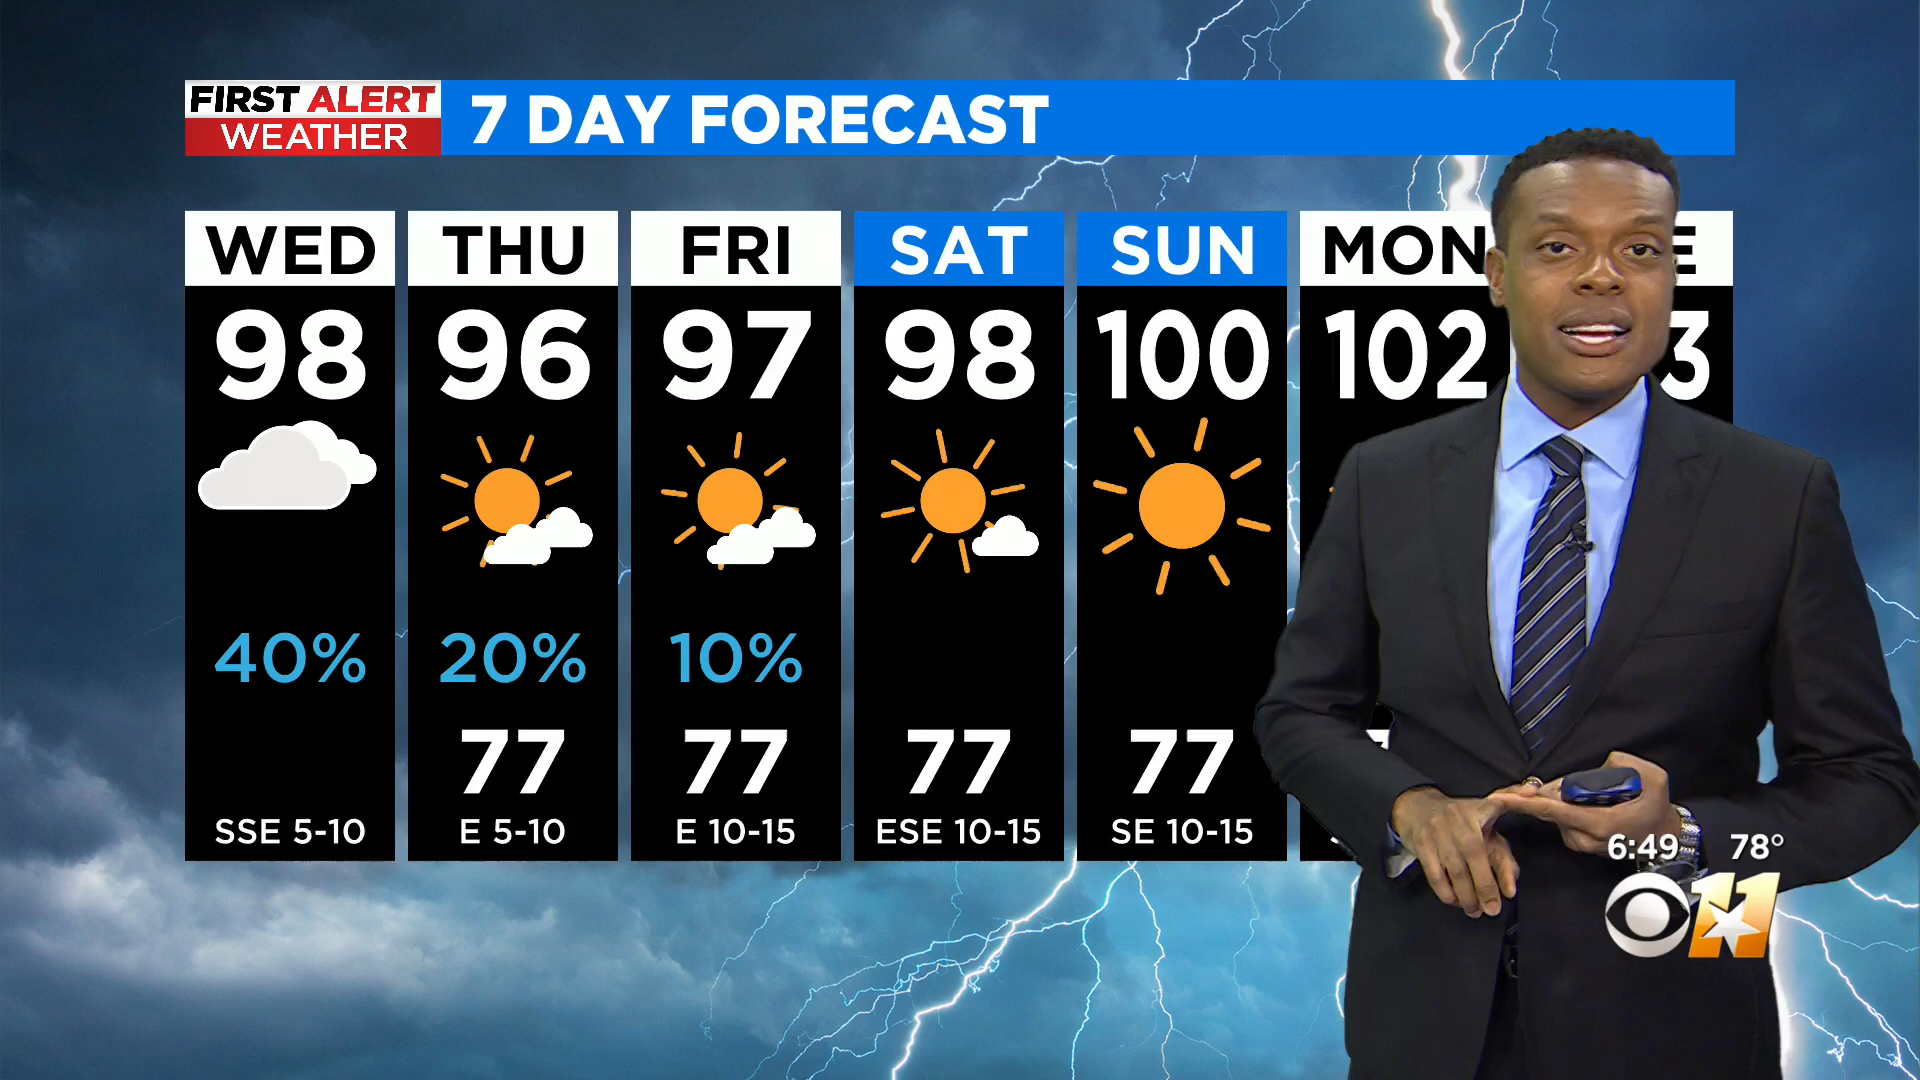 FIRST ALERT
WEATHER
7 DAY FORECAST
WED THU FRI SAT SUN MON
98 96 97 98 100 102
40% 20% 10%
77 77 77 77
SSE 5-10 E 5-10 E 10-15 ESE 10-15 SE 10-15
6:49 78°
11